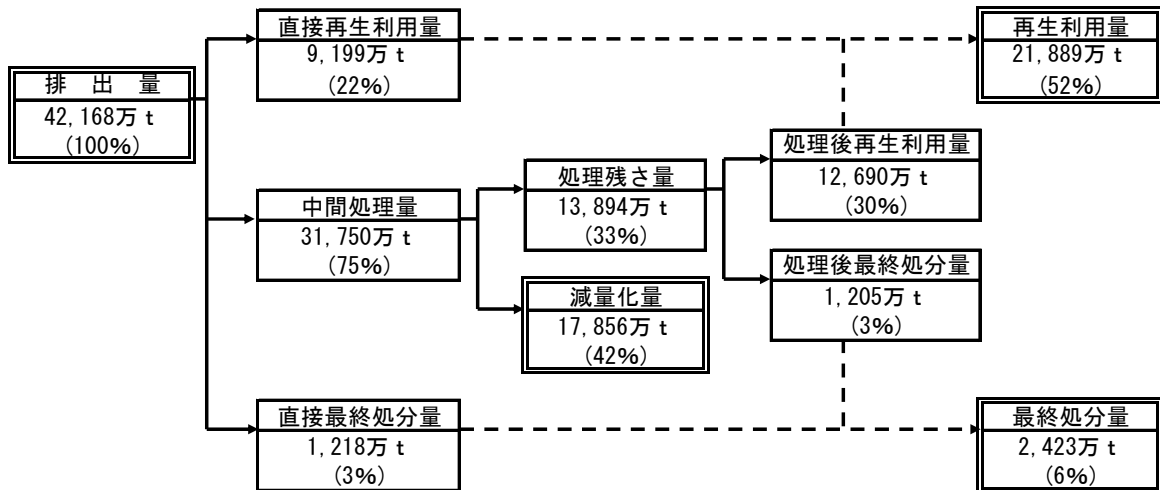 排 出 量
42,168万 t
(100%)
直接再生利用量
9,199万 t
(22%)
中間処理量
31,750万 t
(75%)
直接最終処分量
1,218万 t
(3%)
処理残さ量
13,894万 t
(33%)
減量化量
17,856万 t
(42%)
処理後再生利用量
12,690万 t
(30%)
処理後最終処分量
1,205万 t
(3%)
再生利用量
21,889万 t
(52%)
最終処分量
2,423万 t
(6%)